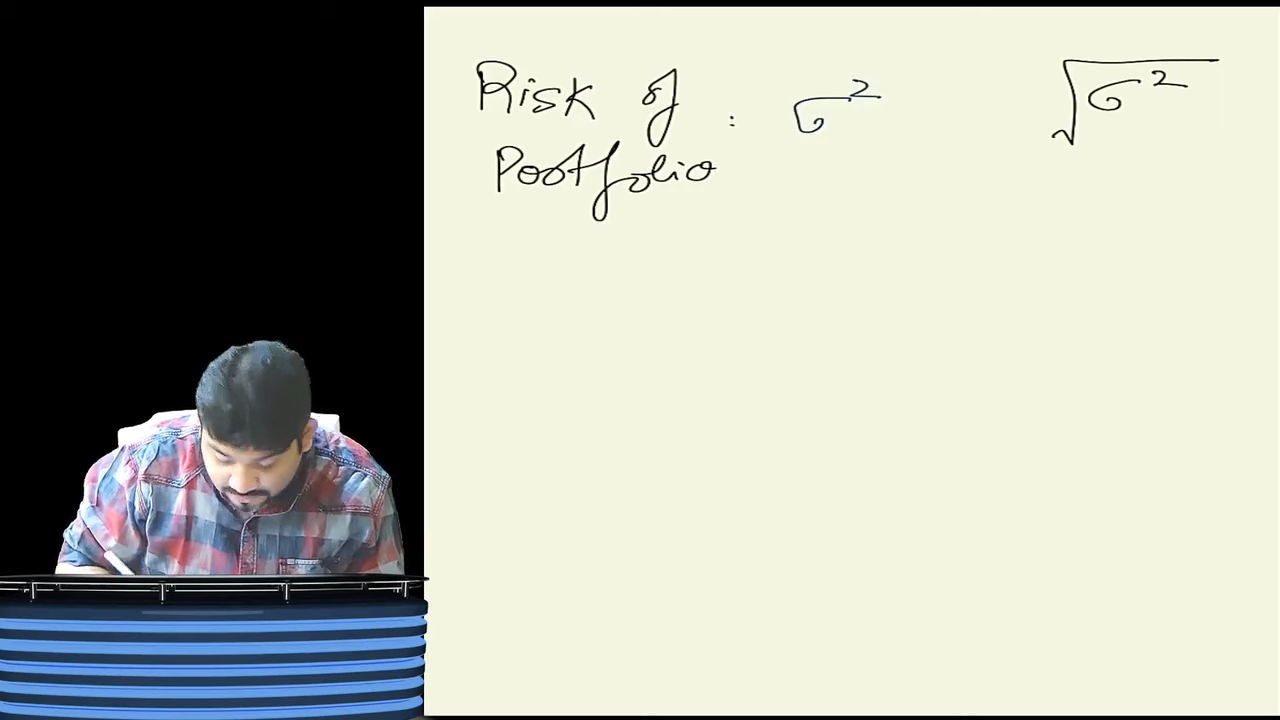 Risk of : σ² √σ²
Portfolio